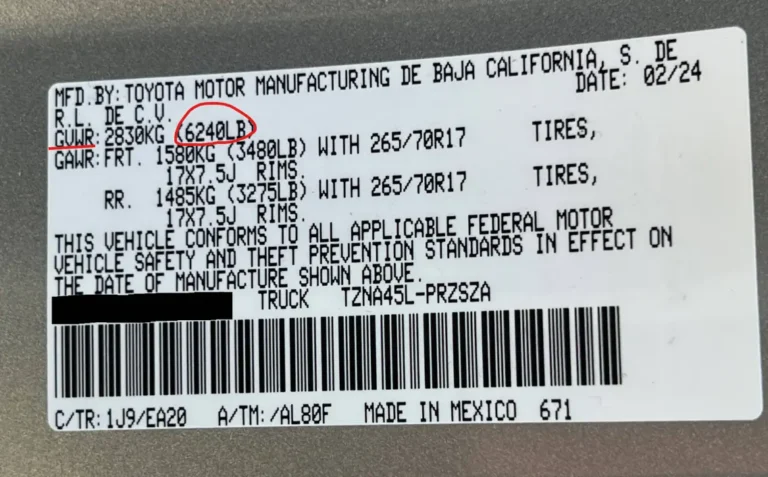 MFD.BY: TOYOTA MOTOR MANUFACTURING DE BAJA CALIFORNIA, S. DE
R.L. DE C.V. DATE: 02/24
GVWR: 2830KG (6240LB)
GAWR: FRT. 1580KG (3480LB) WITH 265/70R17 TIRES,
17X7.5J RIMS.
RR. 1485KG (3275LB) WITH 265/70R17 TIRES,
17X7.5J RIMS.
THIS VEHICLE CONFORMS TO ALL APPLICABLE FEDERAL MOTOR
VEHICLE SAFETY AND THEFT PREVENTION STANDARDS IN EFFECT ON
THE DATE OF MANUFACTURE SHOWN ABOVE.
TRUCK TZNA45L-PRZSZA
C/TR: 1J9/EA20 A/TM: /AL80F MADE IN MEXICO 671